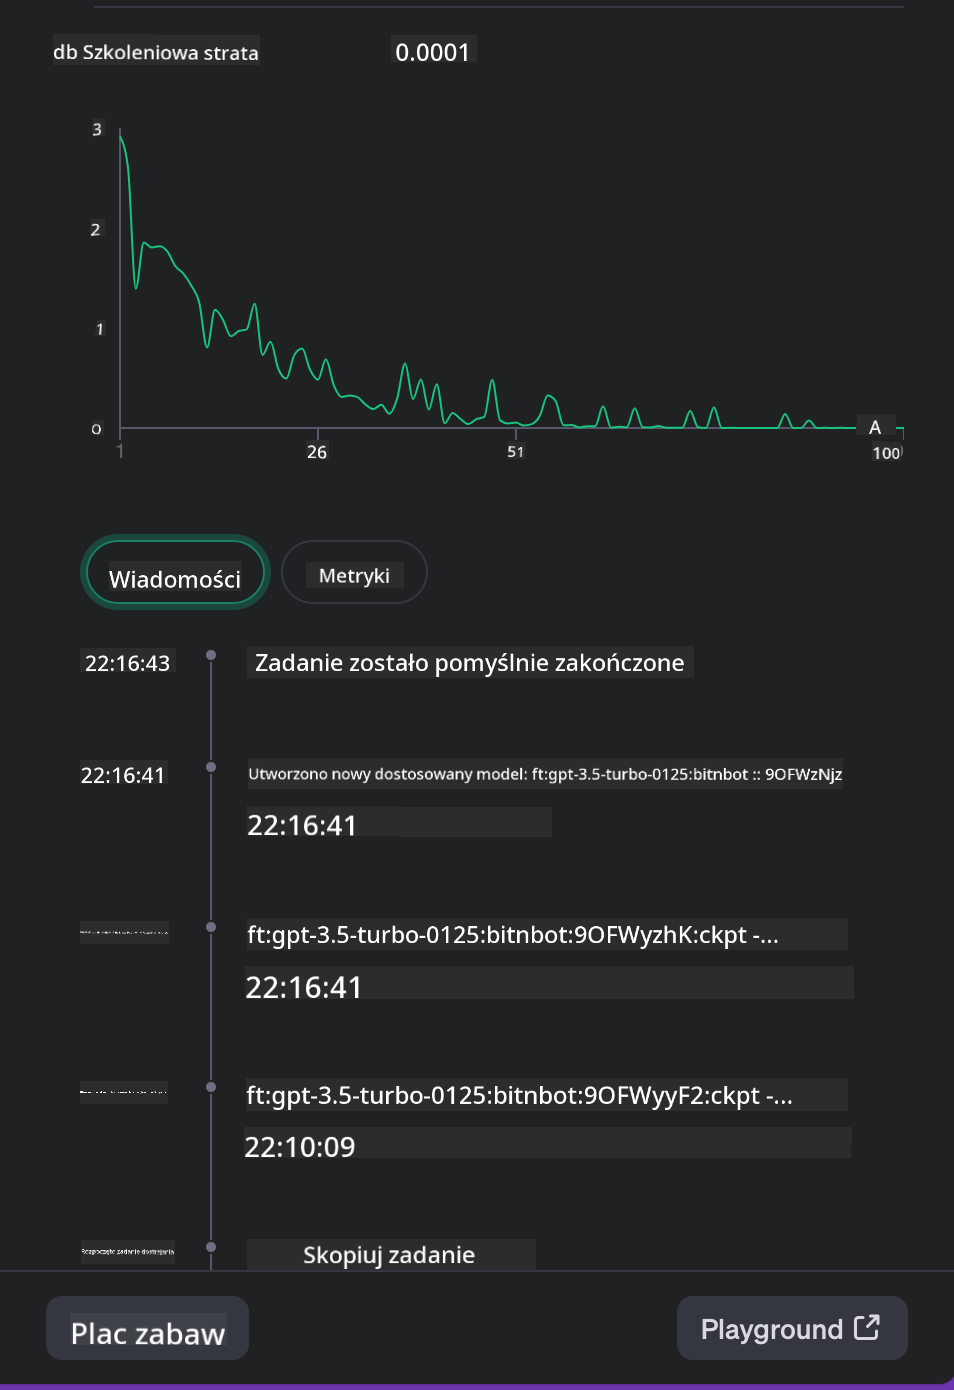 db Szkoleniowa strata 0.0001
3
2
1
0
1 26 51 100
A
Wiadomości Metryki
22:16:43 Zadanie zostało pomyślnie zakończone
22:16:41 Utworzono nowy dostosowany model: ft:gpt-3.5-turbo-0125:bitnbot :: 9OFWzNjz
22:16:41
ft:gpt-3.5-turbo-0125:bitnbot:9OFWyzhK:ckpt -...
22:16:41
ft:gpt-3.5-turbo-0125:bitnbot:9OFWyyF2:ckpt -...
22:10:09
Rozpoczęto zadanie dostrajania Skopiuj zadanie
Plac zabaw Playground